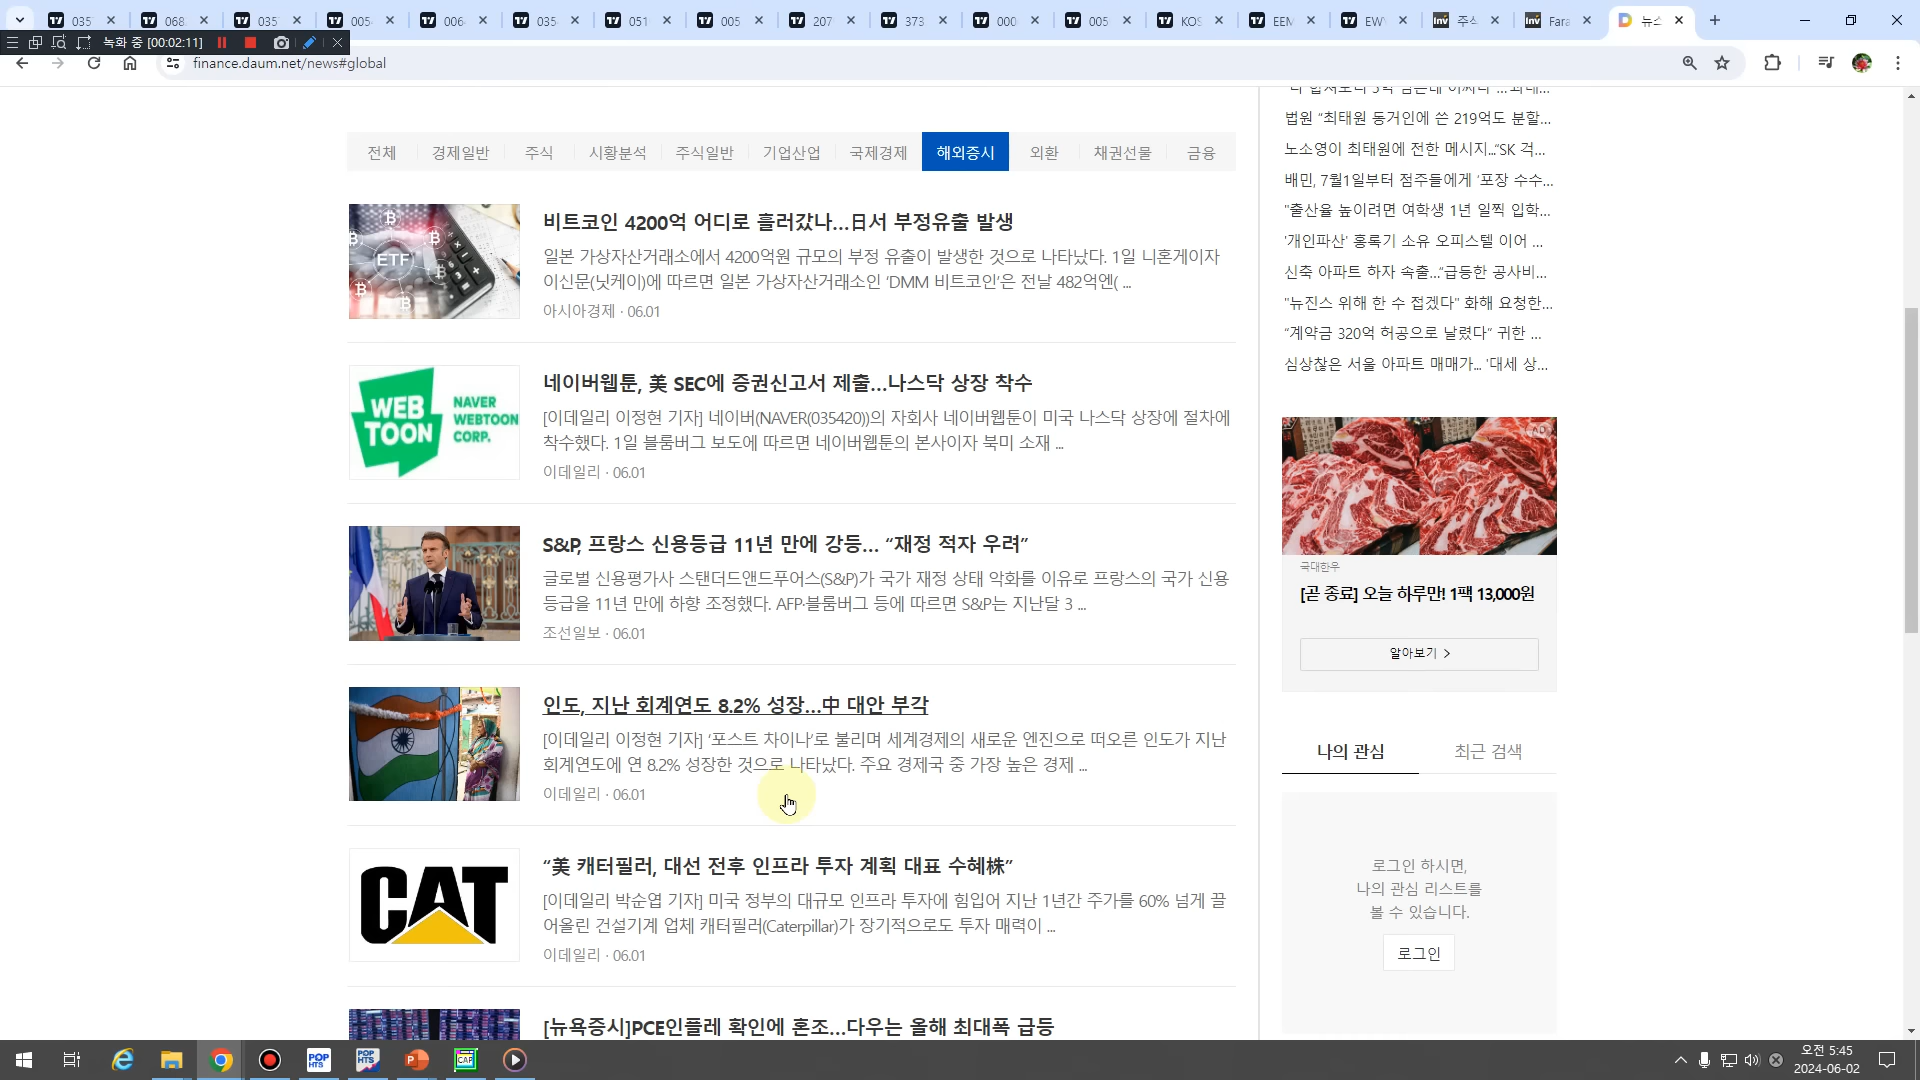 035
068
035
005
006
035
051
005
207
373
000
005
KOS
EEM
EWY
주식
Fara
뉴스
녹화 중 [00:02:11]
finance.daum.net/news#global
전체
경제일반
주식
시황분석
주식일반
기업산업
국제경제
해외증시
외환
채권선물
금융
비트코인 4200억 어디로 흘러갔나…日서 부정유출 발생
일본 가상자산거래소에서 4200억원 규모의 부정 유출이 발생한 것으로 나타났다. 1일 니혼게이자
이신문(닛케이)에 따르면 일본 가상자산거래소인 ‘DMM 비트코인’은 전날 482억엔( ...
아시아경제 · 06.01
ETF
네이버웹툰, 美 SEC에 증권신고서 제출…나스닥 상장 착수
[이데일리 이정현 기자] 네이버(NAVER(035420))의 자회사 네이버웹툰이 미국 나스닥 상장에 절차에
착수했다. 1일 블룸버그 보도에 따르면 네이버웹툰의 본사이자 북미 소재 ...
이데일리 · 06.01
WEB
TOON
NAVER
WEBTOON
CORP.
S&P, 프랑스 신용등급 11년 만에 강등… “재정 적자 우려”
글로벌 신용평가사 스탠더드앤드푸어스(S&P)가 국가 재정 상태 악화를 이유로 프랑스의 국가 신용
등급을 11년 만에 하향 조정했다. AFP·블룸버그 등에 따르면 S&P는 지난달 3 ...
조선일보 · 06.01
인도, 지난 회계연도 8.2% 성장…中 대안 부각
[이데일리 이정현 기자] ‘포스트 차이나’로 불리며 세계경제의 새로운 엔진으로 떠오른 인도가 지난
회계연도에 연 8.2% 성장한 것으로 나타났다. 주요 경제국 중 가장 높은 경제 ...
이데일리 · 06.01
“美 캐터필러, 대선 전후 인프라 투자 계획 대표 수혜株”
[이데일리 박순엽 기자] 미국 정부의 대규모 인프라 투자에 힘입어 지난 1년간 주가를 60% 넘게 끌
어올린 건설기계 업체 캐터필러(Caterpillar)가 장기적으로도 투자 매력이 ...
이데일리 · 06.01
CAT
[뉴욕증시]PCE인플레 확인에 혼조…다우는 올해 최대폭 급등
법원 “최태원 동거인에 쓴 219억도 분할...
노소영이 최태원에 전한 메시지…“SK 걱...
배민, 7월1일부터 점주들에게 ‘포장 수수...
"출산율 높이려면 여학생 1년 일찍 입학...
'개인파산' 홍록기 소유 오피스텔 이어 ...
신축 아파트 하자 속출…“급등한 공사비...
"뉴진스 위해 한 수 접겠다" 화해 요청한...
“계약금 320억 허공으로 날렸다” 귀한 ...
심상찮은 서울 아파트 매매가… '대세 상...
AD
국대한우
[곧 종료] 오늘 하루만! 1팩 13,000원
알아보기 >
나의 관심
최근 검색
로그인 하시면,
나의 관심 리스트를
볼 수 있습니다.
로그인
POP
HTS
POP
HTS
CAP
오전 5:45
2024-06-02